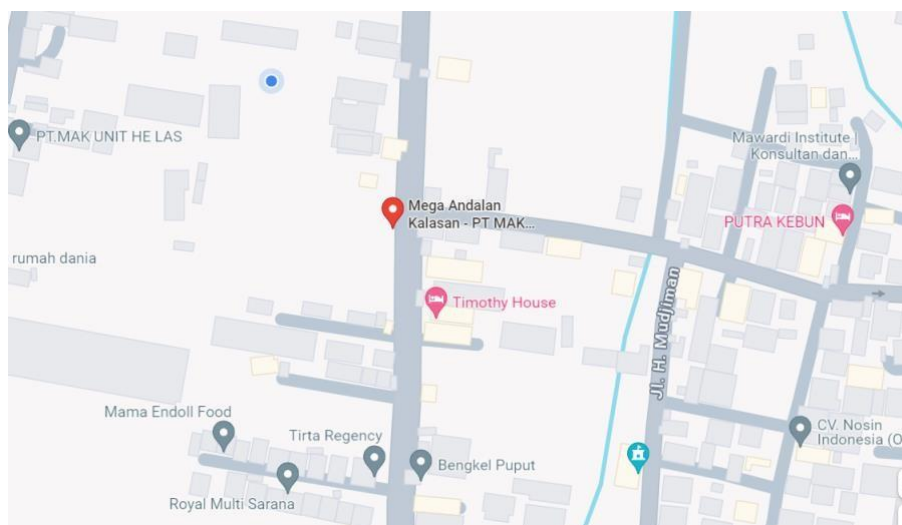 PT.MAK UNIT HE LAS
Mawardi Institute |
Konsultan dan...
Mega Andalan
Kalasan - PT MAK...
PUTRA KEBUN
rumah dania
Timothy House
Jl. H. Mudjiman
Mama Endoll Food
Tirta Regency
CV. Nosin
Indonesia (O
Bengkel Puput
Royal Multi Sarana